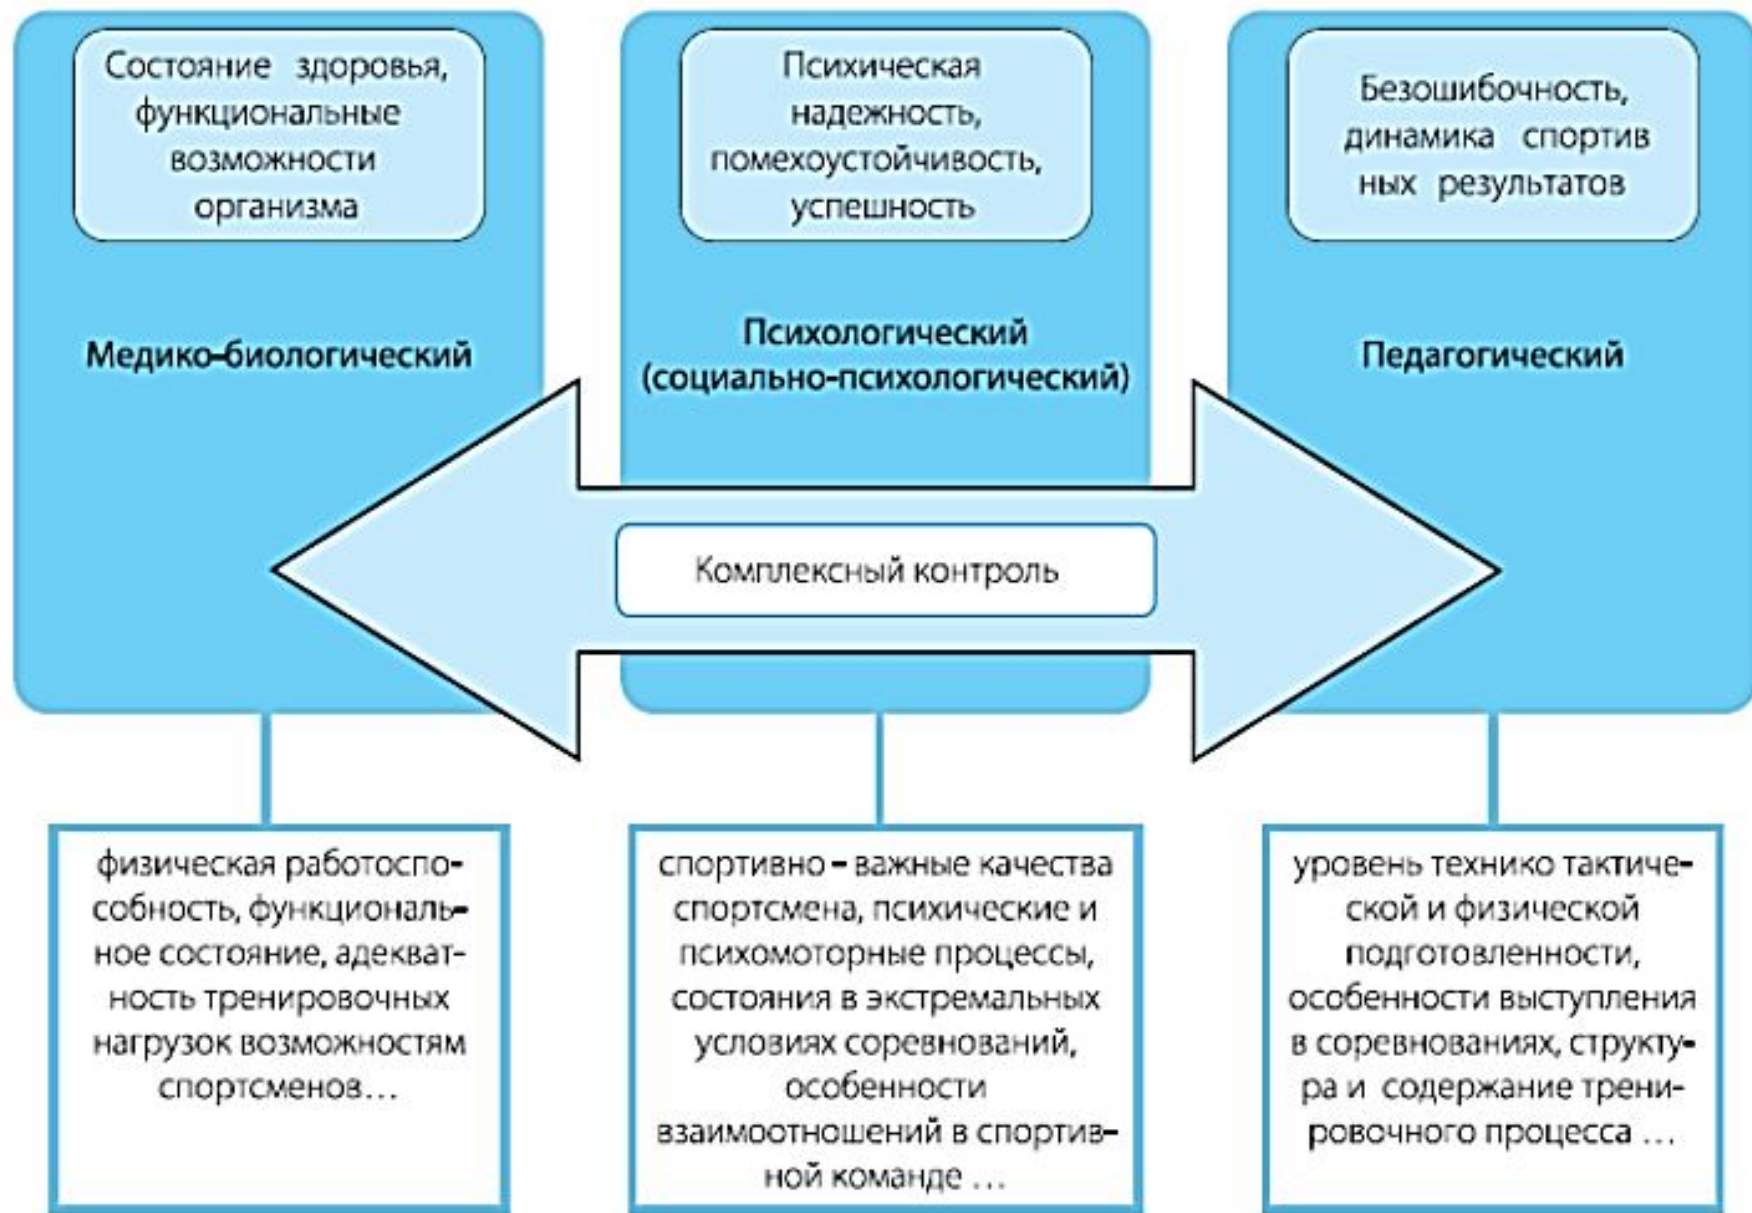 Состояние здоровья,
функциональные
возможности
организма
Психическая
надежность,
помехоустойчивость,
успешность
Безошибочность,
динамика спортив
ных результатов
Медико-биологический
Психологический
(социально-психологический)
Педагогический
Комплексный контроль
физическая работоспо-
собность, функциональ-
ное состояние, адекват-
ность тренировочных
нагрузок возможностям
спортсменов...
спортивно – важные качества
спортсмена, психические и
психомоторные процессы,
состояния в экстремальных
условиях соревнований,
особенности
взаимоотношений в спортив-
ной команде ...
уровень технико тактиче-
ской и физической
подготовленности,
особенности выступления
в соревнованиях, структу-
ра и содержание трени-
ровочного процесса ...